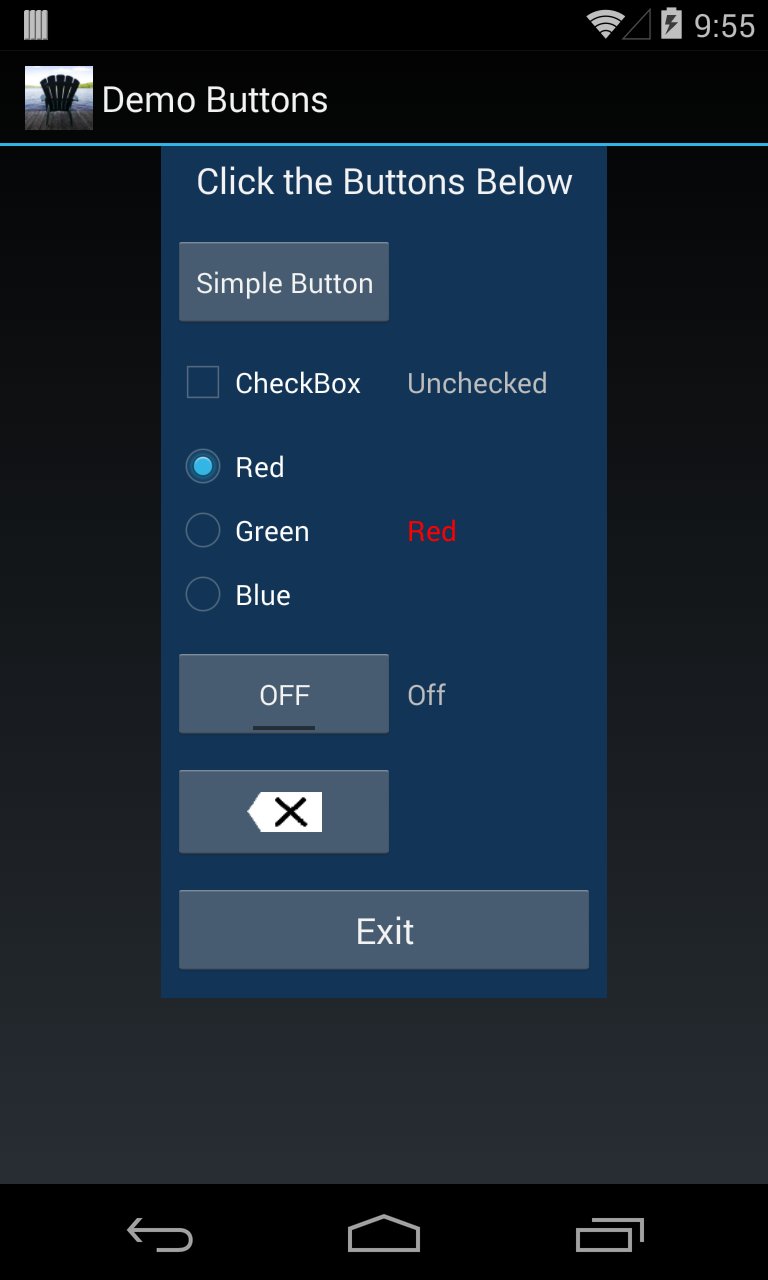 9:55
Demo Buttons
Click the Buttons Below
Simple Button
CheckBox Unchecked
Red
Green Red
Blue
OFF Off
Exit